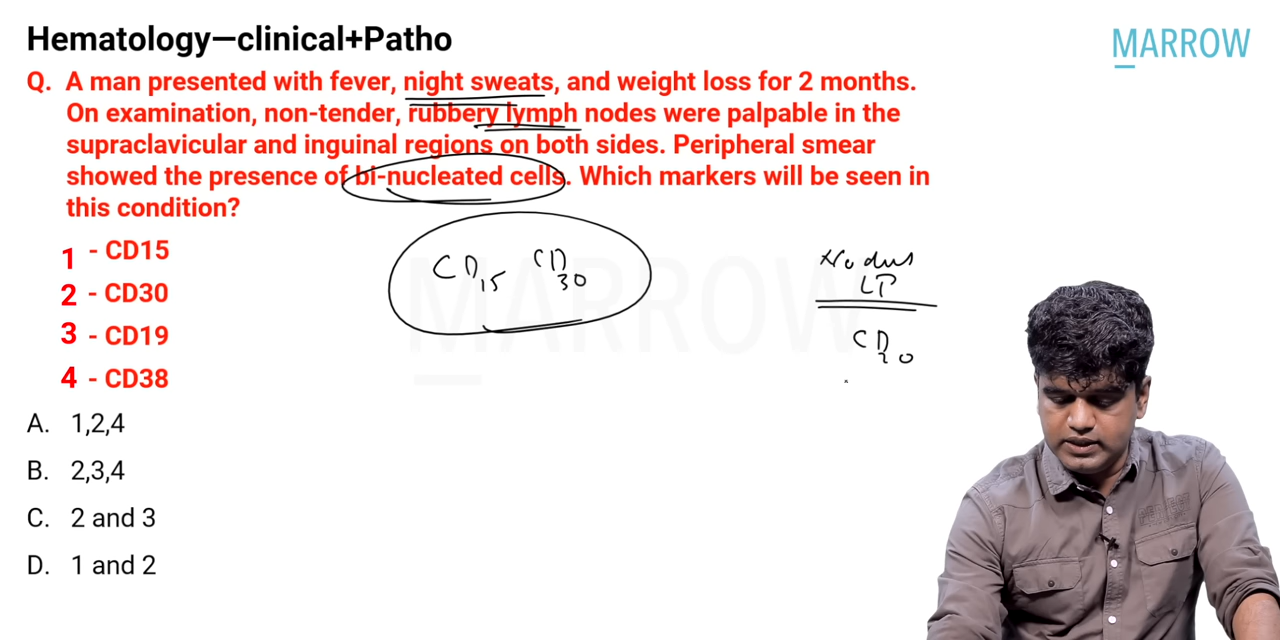 Hematology—clinical+Patho
MARROW
Q. A man presented with fever, night sweats, and weight loss for 2 months.
On examination, non-tender, rubbery lymph nodes were palpable in the
supraclavicular and inguinal regions on both sides. Peripheral smear
showed the presence of bi-nucleated cells. Which markers will be seen in
this condition?
1 - CD15
2 - CD30
3 - CD19
4 - CD38
CD15 CD30
MARROW
LP
CD20
A. 1,2,4
B. 2,3,4
C. 2 and 3
D. 1 and 2